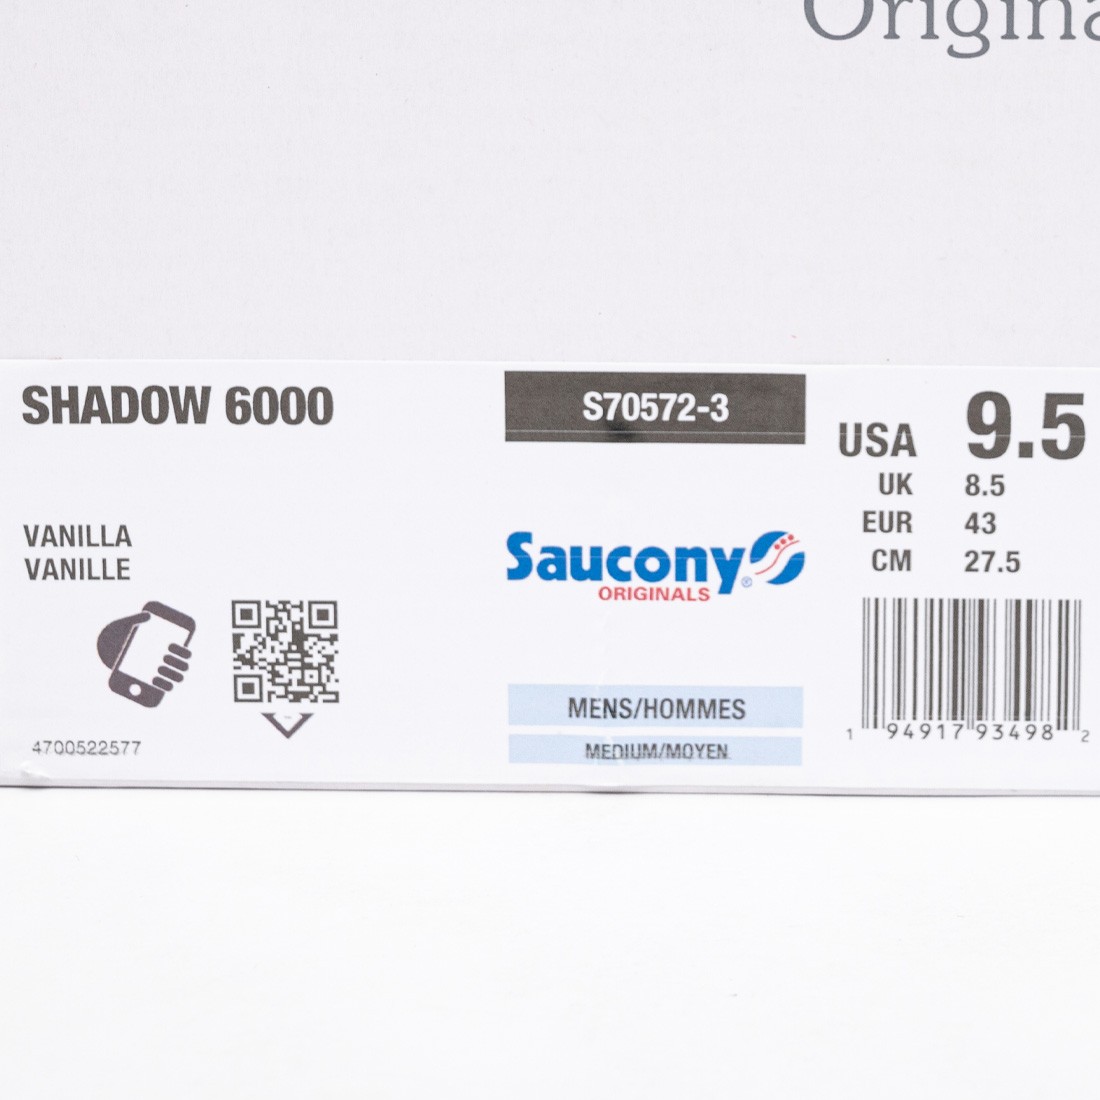 Origina
SHADOW 6000
VANILLA
VANILLE
4700522577
S70572-3
Saucony®
ORIGINALS
MENS/HOMMES
MEDIUM/MOYEN
USA 9.5
UK 8.5
EUR 43
CM 27.5
1 94917 93498 2